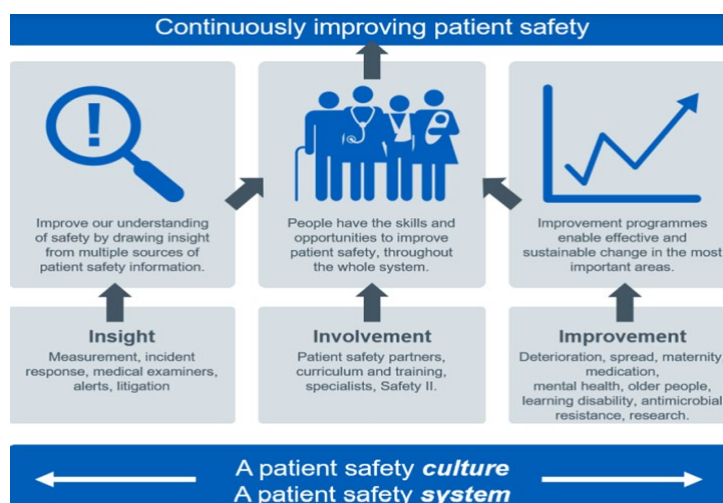 Continuously improving patient safety
!
Improve our understanding
of safety by drawing insight
from multiple sources of
patient safety information.
People have the skills and
opportunities to improve
patient safety, throughout
the whole system.
Improvement programmes
enable effective and
sustainable change in the most
important areas.
Insight
Measurement, incident
response, medical examiners,
alerts, litigation
Involvement
Patient safety partners,
curriculum and training,
specialists, Safety II.
Improvement
Deterioration, spread, maternity,
medication,
mental health, older people,
learning disability, antimicrobial
resistance, research.
A patient safety culture
A patient safety system